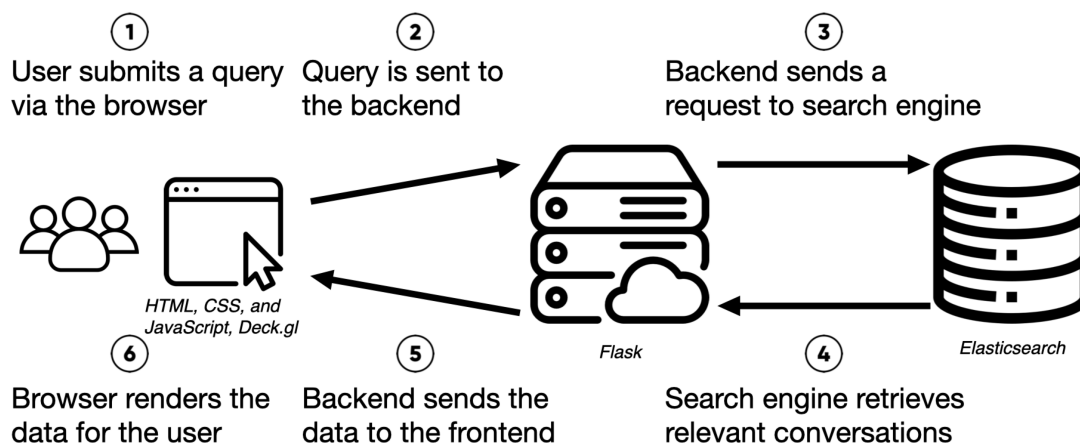 1
User submits a query
via the browser
2
Query is sent to
the backend
3
Backend sends a
request to search engine
HTML, CSS, and
JavaScript, Deck.gl
Flask
Elasticsearch
6
Browser renders the
data for the user
5
Backend sends the
data to the frontend
4
Search engine retrieves
relevant conversations